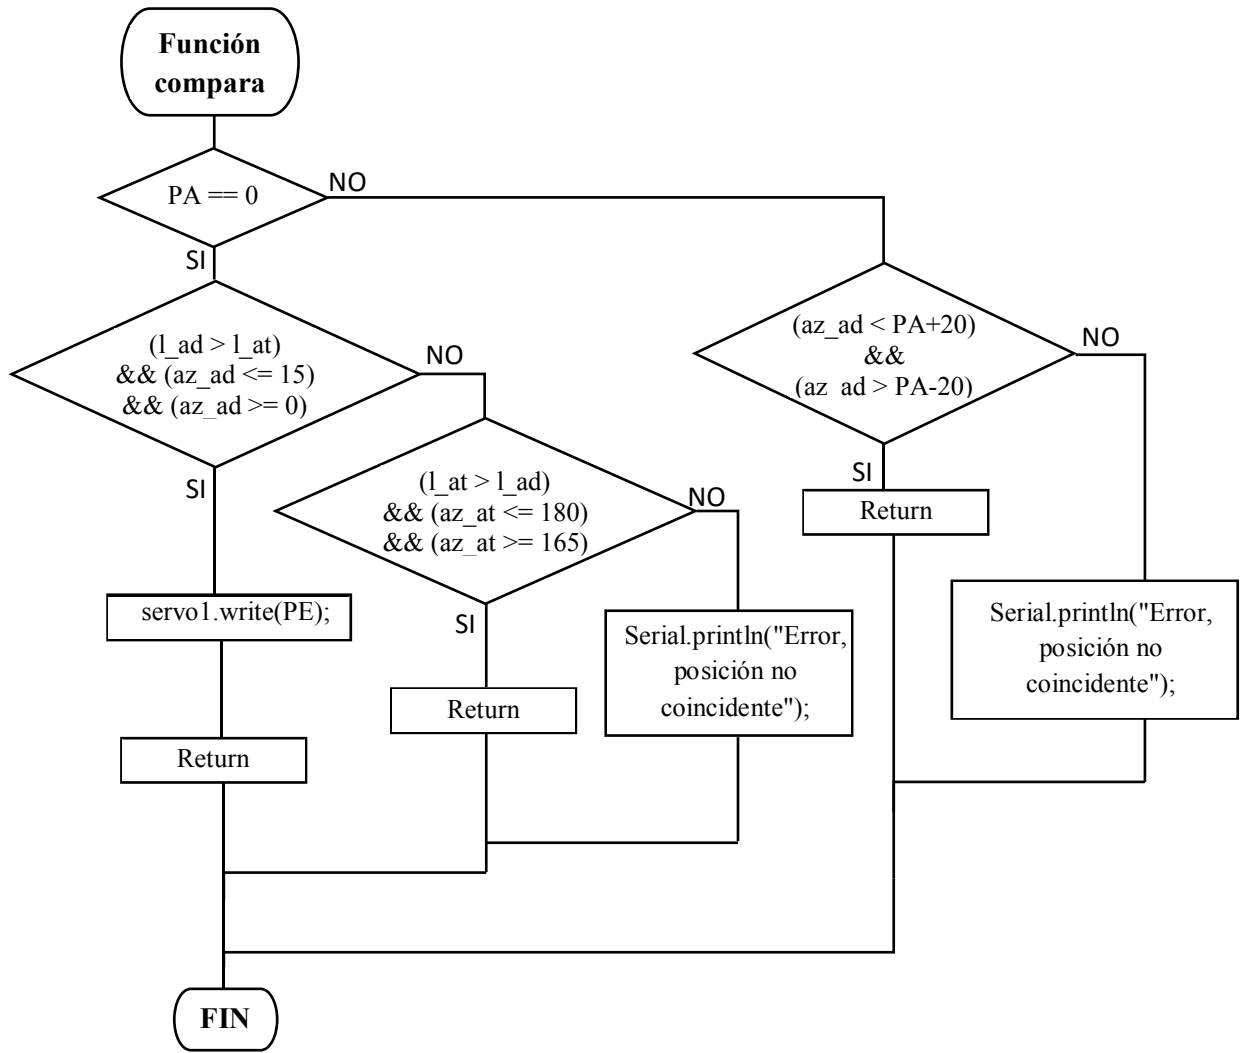 Función
compara
PA == 0
NO
SI
(l_ad > l_at)
&& (az_ad <= 15)
&& (az_ad >= 0)
NO
SI
(az_ad < PA+20)
&&
(az_ad > PA-20)
NO
SI
(l_at > l_ad)
&& (az_at <= 180)
&& (az_at >= 165)
NO
SI
Return
servo1.write(PE);
Serial.println("Error,
posición no
coincidente");
Serial.println("Error,
posición no
coincidente");
Return
Return
FIN